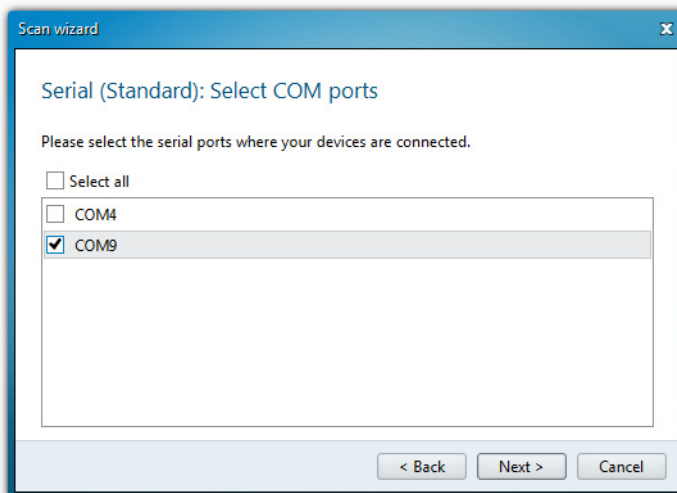 Scan wizard
Serial (Standard): Select COM ports
Please select the serial ports where your devices are connected.
Select all
COM4
COM9
< Back Next > Cancel